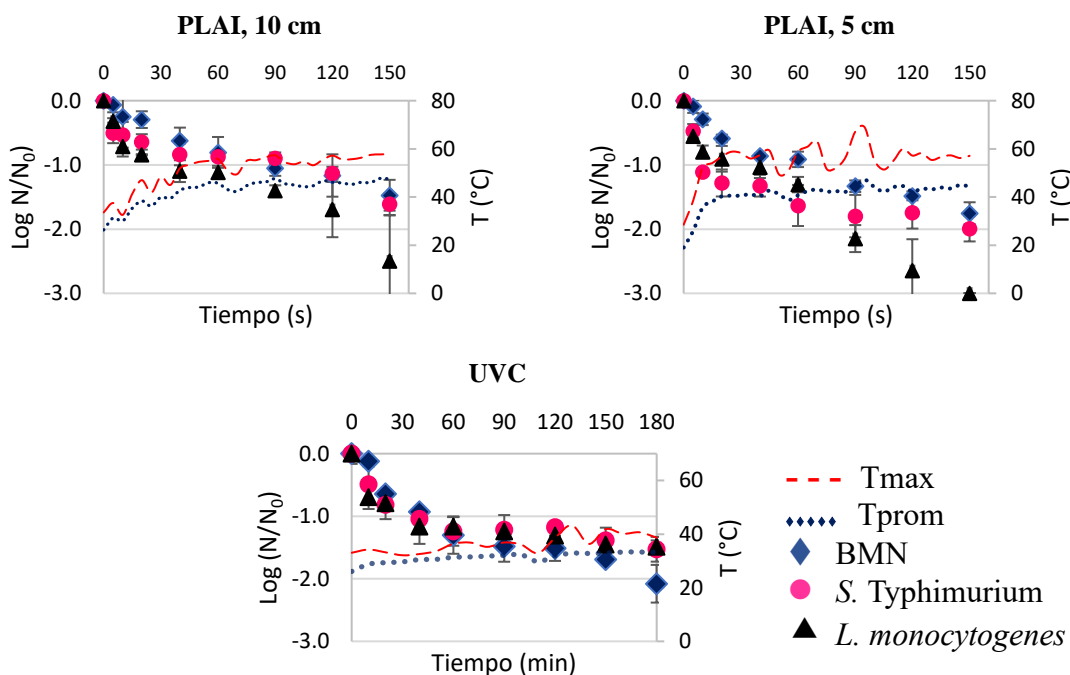 PLAI, 10 cm
0 30 60 90 120 150
0.0
-1.0
-2.0
-3.0
Log N/N₀
80
60
40
20
0
T (°C)
Tiempo (s)
PLAI, 5 cm
0 30 60 90 120 150
0.0
-1.0
-2.0
-3.0
Log N/N₀
80
60
40
20
0
T (°C)
Tiempo (s)
UVC
0 30 60 90 120 150 180
0.0
-1.0
-2.0
-3.0
Log (N/N₀)
60
40
20
0
T (°C)
Tiempo (min)
Tmax
Tprom
BMN
S. Typhimurium
L. monocytogenes